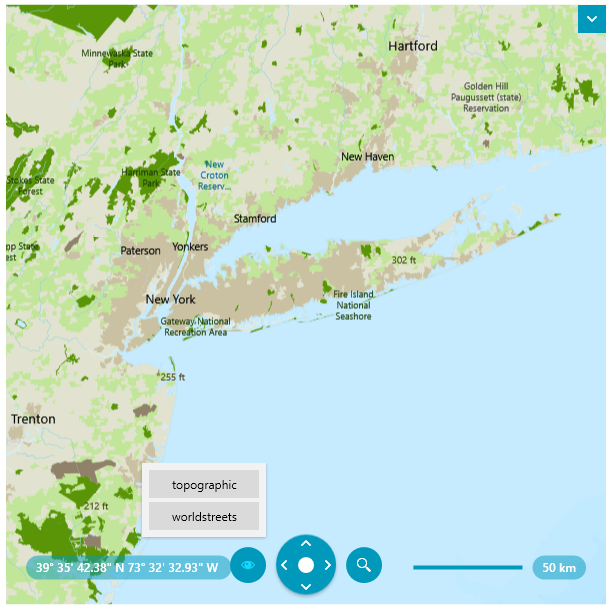 Hartford
Minnewaska State
Park
Golden Hill
Paugussett (state)
Reservation
New Haven
New
Croton
Reserv...
Harriman State
Park
Stokes State
Forest
Stamford
Yonkers
Paterson
pp State
est
302 ft
New York
Fire Island
National
Seashore
Gateway National
Recreation Area
255 ft
Trenton
topographic
212 ft
worldstreets
39° 35' 42.38" N 73° 32' 32.93" W
50 km